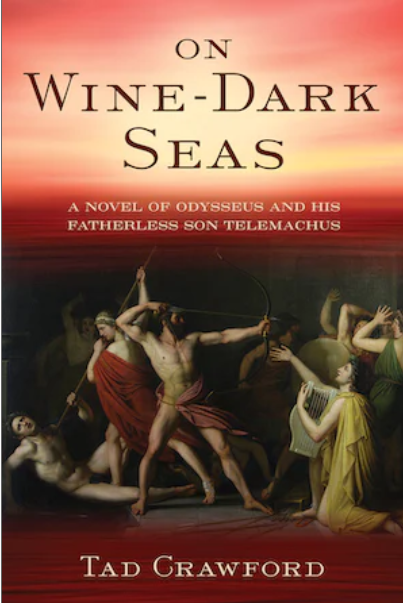 ON
WINE-DARK
SEAS
A NOVEL OF ODYSSEUS AND HIS
FATHERLESS SON TELEMACHUS
TAD CRAWFORD